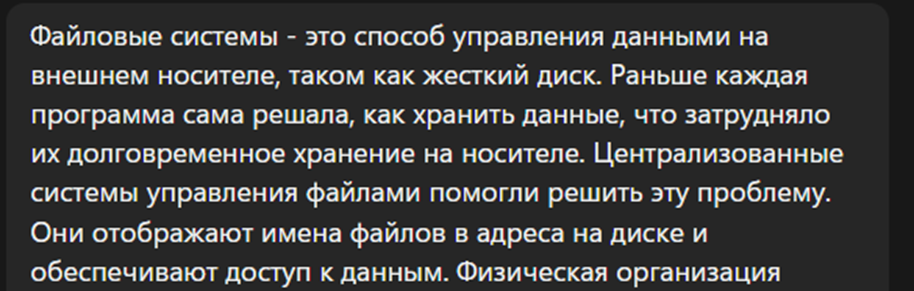 Файловые системы - это способ управления данными на
внешнем носителе, таком как жесткий диск. Раньше каждая
программа сама решала, как хранить данные, что затрудняло
их долговременное хранение на носителе. Централизованные
системы управления файлами помогли решить эту проблему.
Они отображают имена файлов в адреса на диске и
обеспечивают доступ к данным. Физическая организация